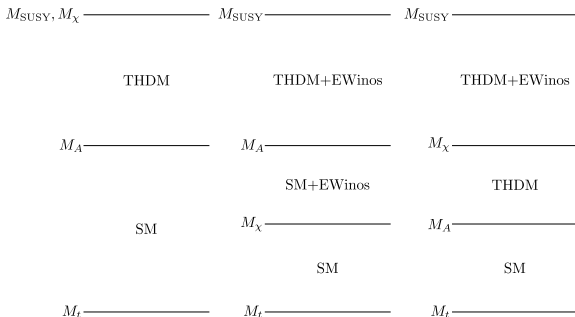 M_SUSY, M_χ
M_SUSY
M_SUSY
THDM
THDM+EWinos
THDM+EWinos
M_A
M_A
M_χ
SM+EWinos
THDM
SM
M_χ
M_A
SM
SM
M_t
M_t
M_t